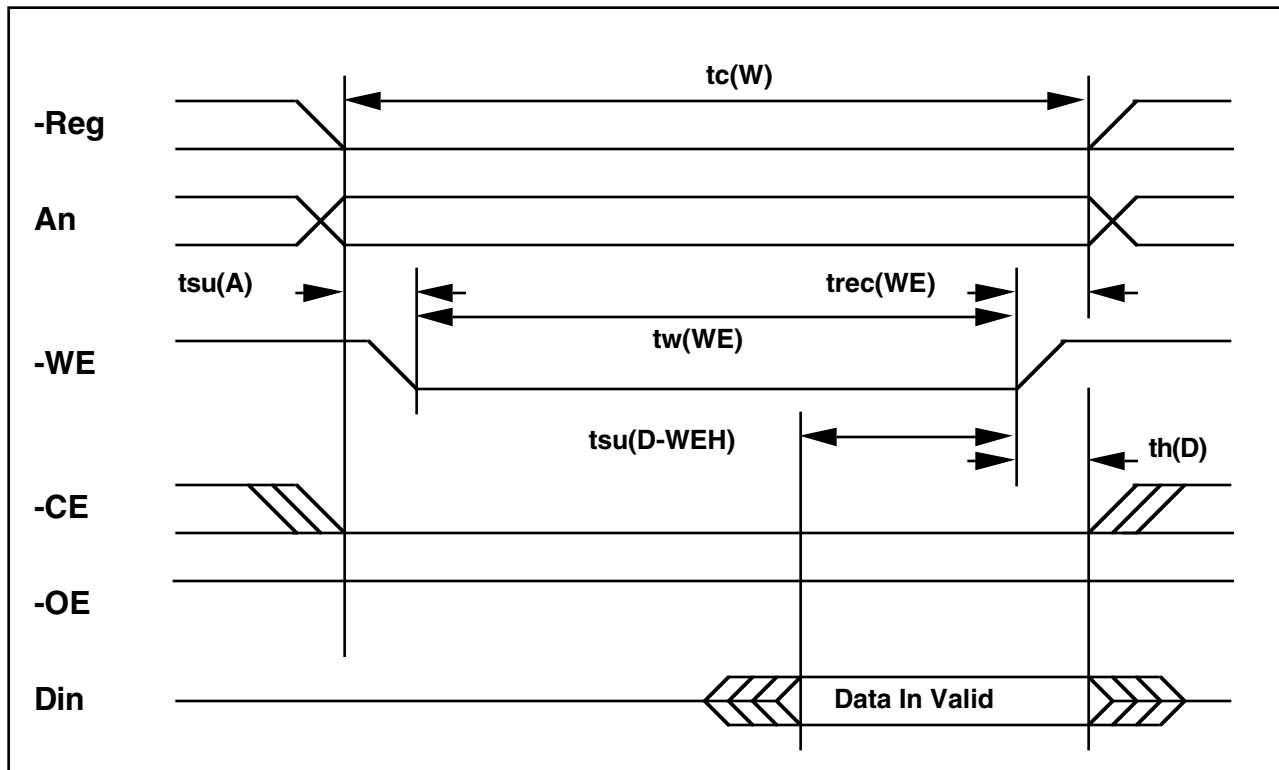 tc(W)
-Reg
An
tsu(A)
trec(WE)
tw(WE)
-WE
tsu(D-WEH)
th(D)
-CE
-OE
Din
Data In Valid